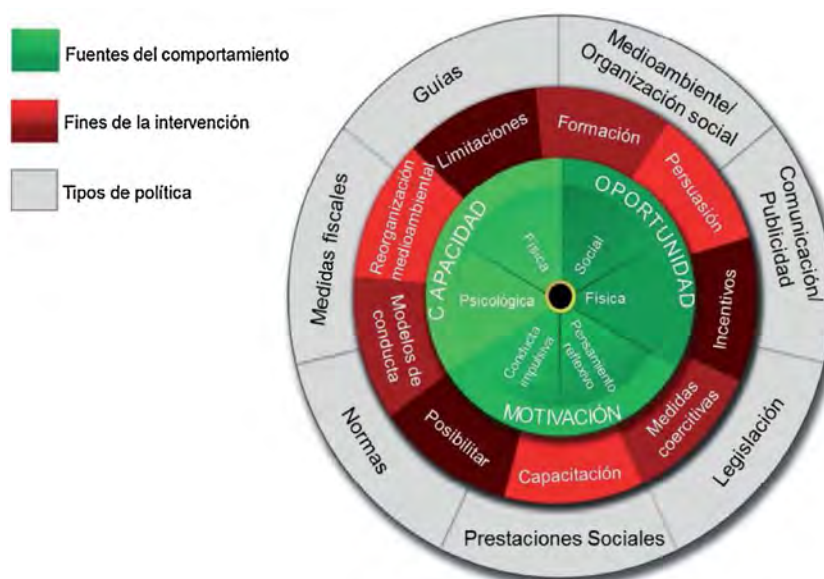 Fuentes del comportamiento
Fines de la intervención
Tipos de política
Guías
Medioambiente/
Organización social
Comunicación/
Publicidad
Legislación
Prestaciones Sociales
Normas
Medidas fiscales
Limitaciones
Formación
Persuasión
Incentivos
Medidas
coercitivas
Capacitación
Posibilitar
Modelos de
conducta
Reorganización
medioambiental
CAPACIDAD
OPORTUNIDAD
MOTIVACIÓN
Física
Social
Psicológica
Física
Conducta
impulsiva
Pensamiento
reflexivo